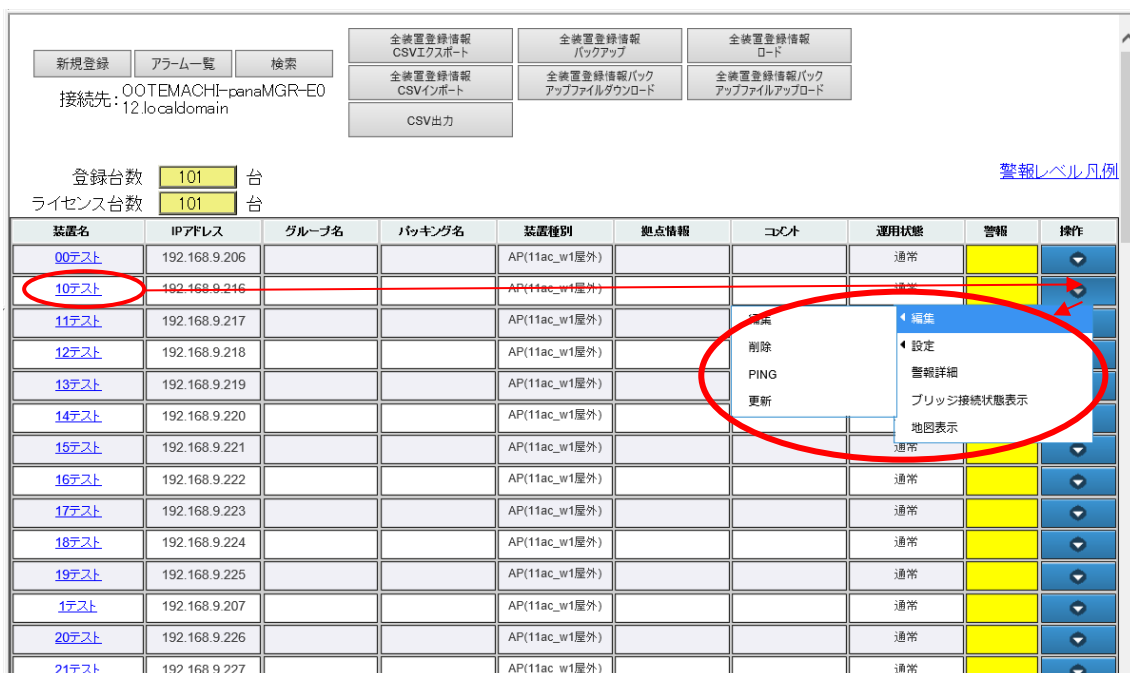 新規登録 アラーム一覧 検索
全装置登録情報
CSVエクスポート
全装置登録情報
バックアップ
全装置登録情報
ロード
全装置登録情報
CSVインポート
全装置登録情報バック
アップファイルダウンロード
全装置登録情報バック
アップファイルアップロード
CSV出力
接続先: OOTEMACHI-panaMGR-E0
12.localdomain
警報レベル凡例
登録台数 101 台
ライセンス台数 101 台
装置名 IPアドレス グループ名 パッキング名 装置種別 拠点情報 コメント 運用状態 警報 操作
00テスト 192.168.9.206 AP(11ac_w1屋外) 通常
10テスト 192.168.9.216 AP(11ac_w1屋外) 通常
11テスト 192.168.9.217 AP(11ac_w1屋外) 編集 編集
12テスト 192.168.9.218 AP(11ac_w1屋外) 削除 設定
13テスト 192.168.9.219 AP(11ac_w1屋外) PING 警報詳細
14テスト 192.168.9.220 AP(11ac_w1屋外) 更新 ブリッジ接続状態表示
地図表示
15テスト 192.168.9.221 AP(11ac_w1屋外) 通常
16テスト 192.168.9.222 AP(11ac_w1屋外) 通常
17テスト 192.168.9.223 AP(11ac_w1屋外) 通常
18テスト 192.168.9.224 AP(11ac_w1屋外) 通常
19テスト 192.168.9.225 AP(11ac_w1屋外) 通常
1テスト 192.168.9.207 AP(11ac_w1屋外) 通常
20テスト 192.168.9.226 AP(11ac_w1屋外) 通常
21テスト 192.168.9.227 AP(11ac_w1屋外) 通常